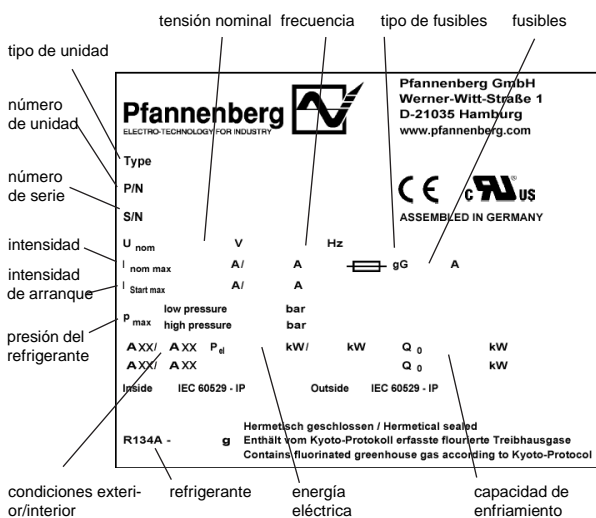 tensión nominal frecuencia tipo de fusibles fusibles
tipo de unidad
número
de unidad
número
de serie
intensidad
intensidad
de arranque
presión del
refrigerante
Pfannenberg
ELECTRO-TECHNOLOGY FOR INDUSTRY
Pfannenberg GmbH
Werner-Witt-Straße 1
D-21035 Hamburg
www.pfannenberg.com
Type
P/N
S/N
CE c RU US
ASSEMBLED IN GERMANY
U nom V Hz
I nom max A/ A gG A
I Start max A/ A
p max low pressure bar
high pressure bar
AXX/ AXX P el kW/ kW Q 0 kW
AXX/ AXX Q 0 kW
Inside IEC 60529 - IP Outside IEC 60529 - IP
Hermetisch geschlossen / Hermetical sealed
R134A - g Enthält vom Kyoto-Protokoll erfasste flourierte Treibhausgase
Contains fluorinated greenhouse gas according to Kyoto-Protocol
condiciones exteri-
or/interior
refrigerante
energía
eléctrica
capacidad de
enfriamiento